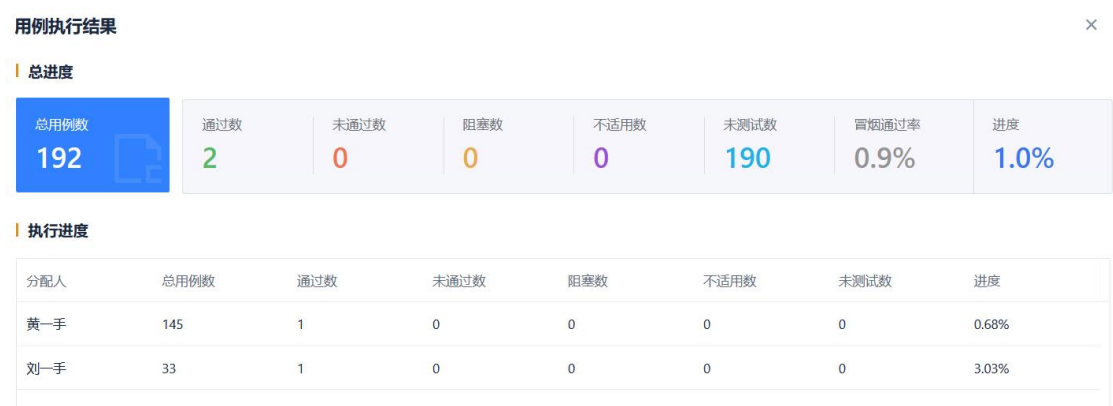 用例执行结果
总进度
总用例数 通过数 未通过数 阻塞数 不适用数 未测试数 冒烟通过率 进度
192 2 0 0 0 190 0.9% 1.0%
执行进度
分配人 总用例数 通过数 未通过数 阻塞数 不适用数 未测试数 进度
黄一手 145 1 0 0 0 0 0.68%
刘一手 33 1 0 0 0 0 3.03%